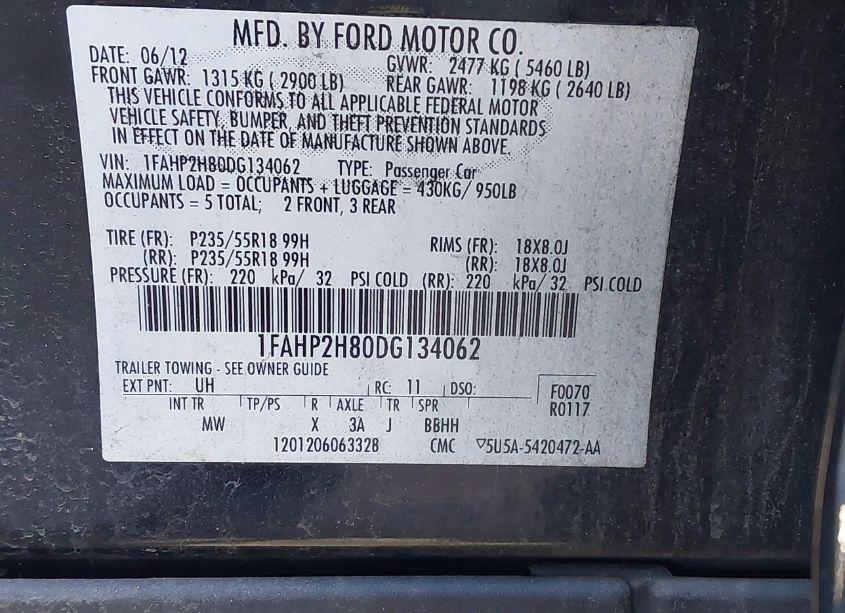 MFD. BY FORD MOTOR CO.
DATE: 06/12 GVWR: 2477 KG ( 5460 LB)
FRONT GAWR: 1315 KG ( 2900 LB) REAR GAWR: 1198 KG ( 2640 LB)
THIS VEHICLE CONFORMS TO ALL APPLICABLE FEDERAL MOTOR
VEHICLE SAFETY, BUMPER, AND THEFT PREVENTION STANDARDS
IN EFFECT ON THE DATE OF MANUFACTURE SHOWN ABOVE.
VIN: 1FAHP2H80DG134062 TYPE: Passenger Car
MAXIMUM LOAD = OCCUPANTS + LUGGAGE = 430KG/ 950LB
OCCUPANTS = 5 TOTAL; 2 FRONT, 3 REAR
TIRE (FR): P235/55R18 99H RIMS (FR): 18X8.0J
(RR): P235/55R18 99H (RR): 18X8.0J
PRESSURE (FR): 220 kPa/ 32 PSI COLD (RR): 220 kPa/ 32 PSI COLD
1FAHP2H80DG134062
TRAILER TOWING - SEE OWNER GUIDE
EXT PNT: UH RC: 11 DSO: F0070
INT TR TP/PS R AXLE TR SPR R0117
MW X 3A J BBHH
1201206063328 CMC ▽5U5A-5420472-AA